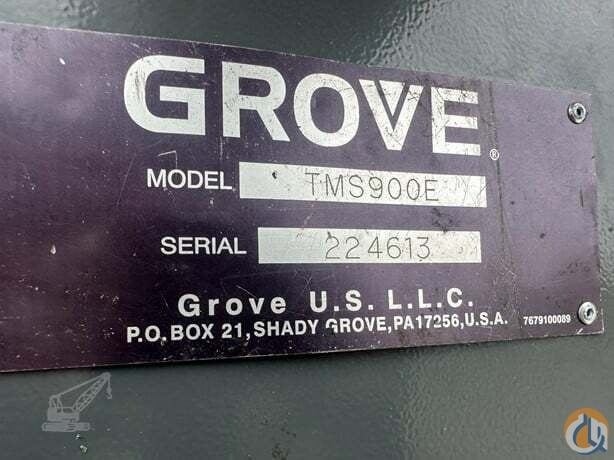 GROVE®
MODEL TMS900E
SERIAL 224613
Grove U.S. L.L.C.
P.O. BOX 21, SHADY GROVE, PA 17256, U.S.A. 7679100089